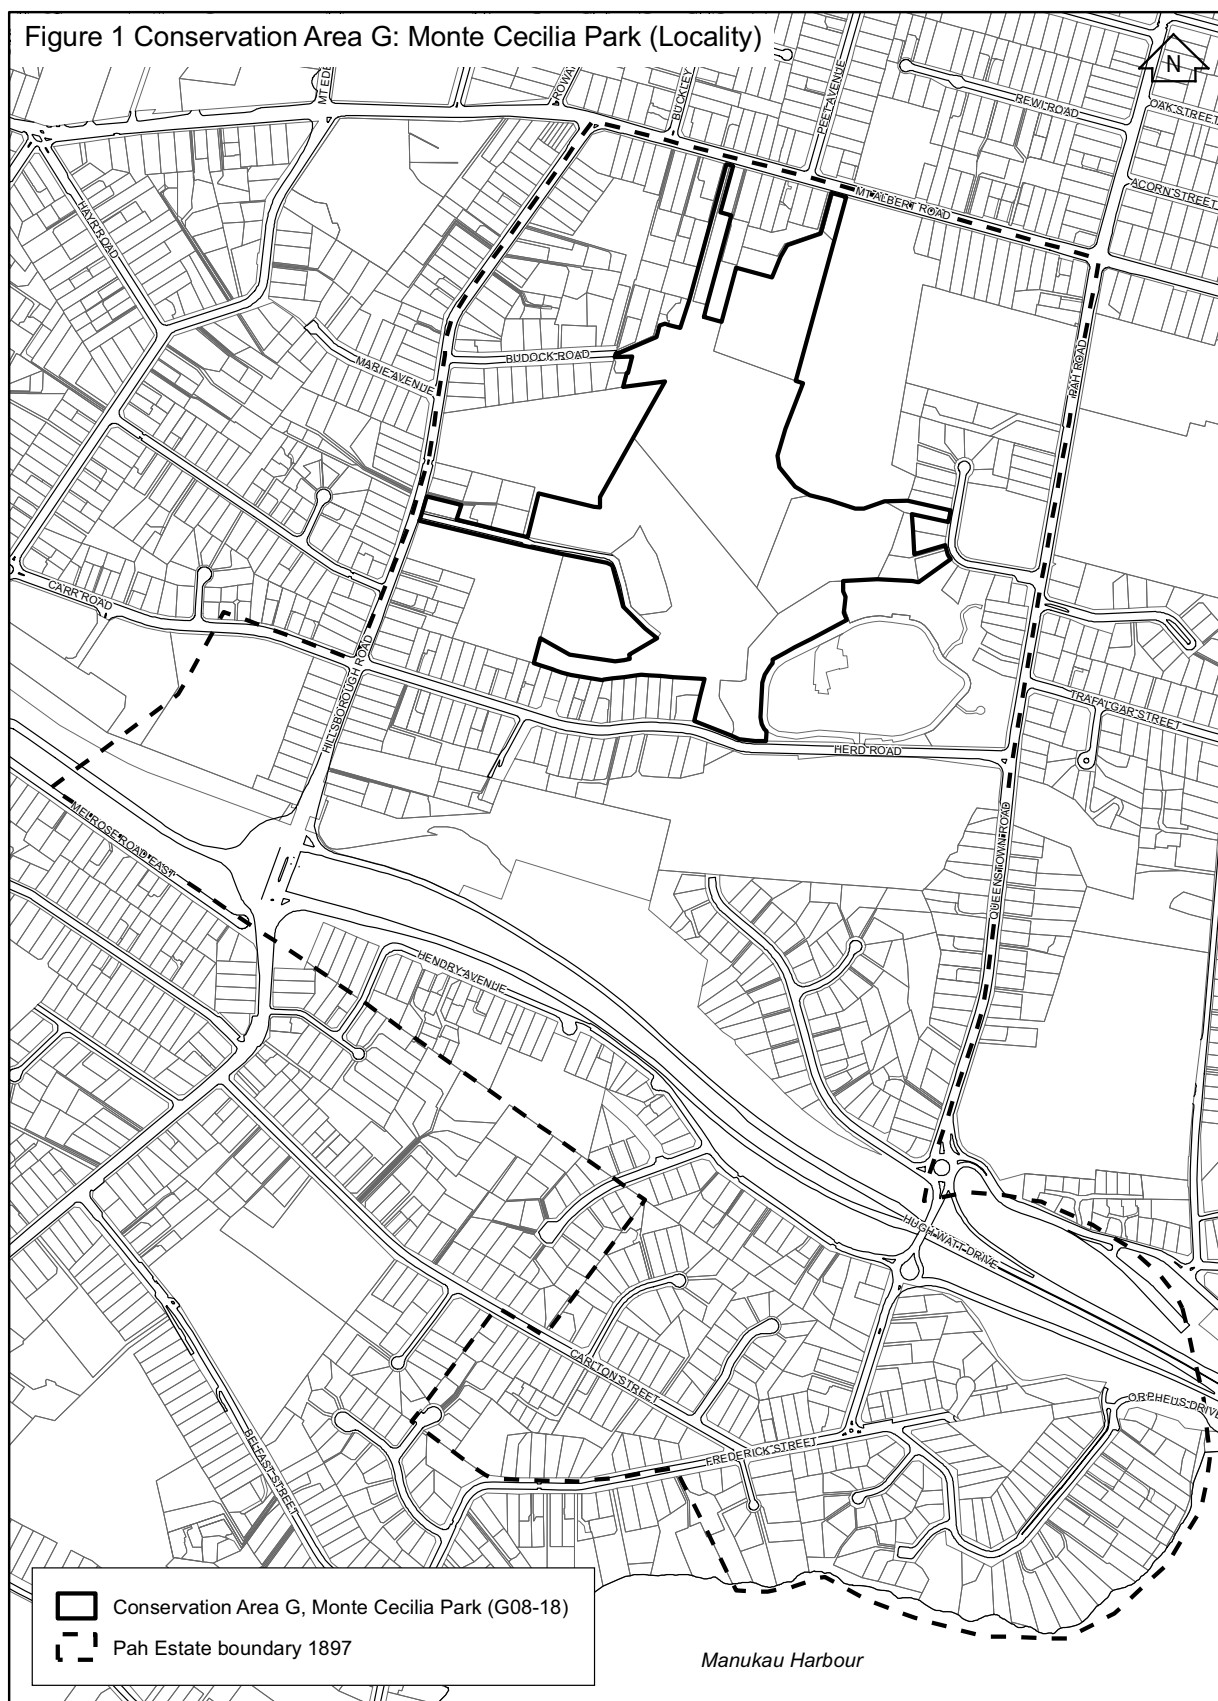 Figure 1 Conservation Area G: Monte Cecilia Park (Locality)
N
MT EDE
ROWA
BUCKLEY
PEET AVENUE
REWI ROAD
OAK STREET
ACORN STREET
MT ALBERT ROAD
HAYR ROAD
MARIE AVENUE
BUDOCK ROAD
PAH ROAD
CARR ROAD
HILLSBOROUGH ROAD
TRAFALGAR STREET
HERD ROAD
MELROSE ROAD EAST
QUEENSTOWN ROAD
HENDRY AVENUE
HUGH WATT DRIVE
CARLTON STREET
ORPHEUS DRIVE
FREDERICK STREET
BELFAST STREET
Conservation Area G, Monte Cecilia Park (G08-18)
Pah Estate boundary 1897
Manukau Harbour